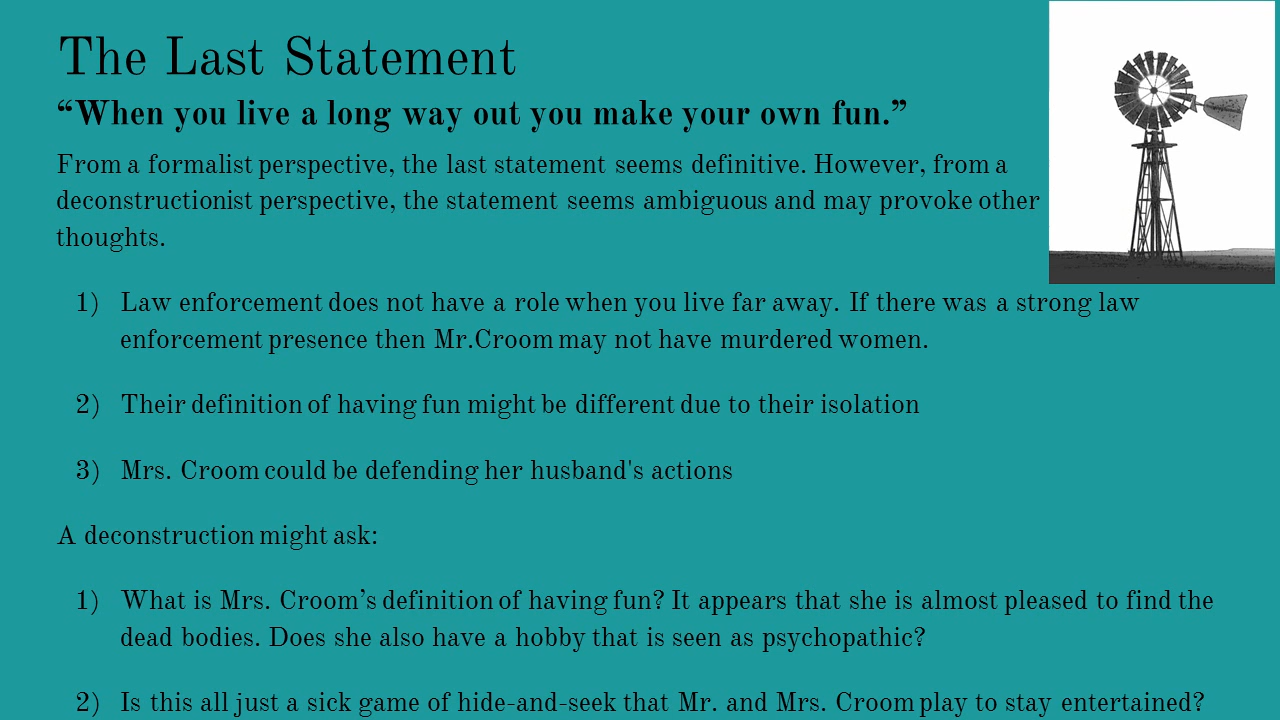 The Last Statement
“When you live a long way out you make your own fun.”
From a formalist perspective, the last statement seems definitive. However, from a
deconstructionist perspective, the statement seems ambiguous and may provoke other
thoughts.
1) Law enforcement does not have a role when you live far away. If there was a strong law
enforcement presence then Mr.Croom may not have murdered women.
2) Their definition of having fun might be different due to their isolation
3) Mrs. Croom could be defending her husband's actions
A deconstruction might ask:
1) What is Mrs. Croom’s definition of having fun? It appears that she is almost pleased to find the
dead bodies. Does she also have a hobby that is seen as psychopathic?
2) Is this all just a sick game of hide-and-seek that Mr. and Mrs. Croom play to stay entertained?